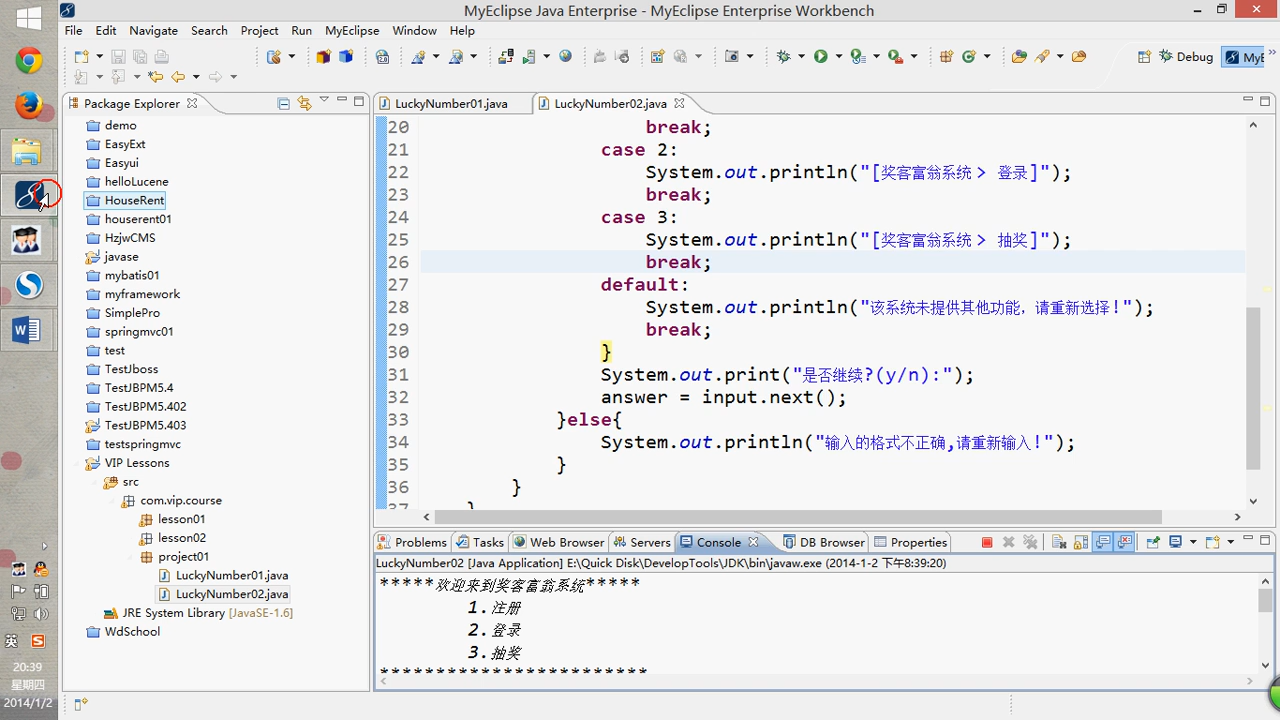 MyEclipse Java Enterprise - MyEclipse Enterprise Workbench
File Edit Navigate Search Project Run MyEclipse Window Help
Debug
Package Explorer
LuckyNumber01.java
LuckyNumber02.java
demo
EasyExt
Easyui
helloLucene
HouseRent
houserent01
HzjwCMS
javase
mybatis01
myframework
SimplePro
springmvc01
test
TestJboss
TestJBPM5.4
TestJBPM5.402
TestJBPM5.403
testspringmvc
VIP Lessons
src
com.vip.course
lesson01
lesson02
project01
LuckyNumber01.java
LuckyNumber02.java
JRE System Library [JavaSE-1.6]
WdSchool
20 break;
21 case 2:
22 System.out.println("[奖客富翁系统 > 登录]");
23 break;
24 case 3:
25 System.out.println("[奖客富翁系统 > 抽奖]");
26 break;
27 default:
28 System.out.println("该系统未提供其他功能，请重新选择!");
29 break;
30 }
31 System.out.print("是否继续?(y/n):");
32 answer = input.next();
33 }else{
34 System.out.println("输入的格式不正确,请重新输入!");
35 }
36 }
37
Problems Tasks Web Browser Servers Console DB Browser Properties
LuckyNumber02 [Java Application] E:\Quick Disk\DevelopTools\JDK\bin\javaw.exe (2014-1-2 下午8:39:20)
*****欢迎来到奖客富翁系统*****
1.注册
2.登录
3.抽奖
************************
英
20:39
星期四
2014/1/2